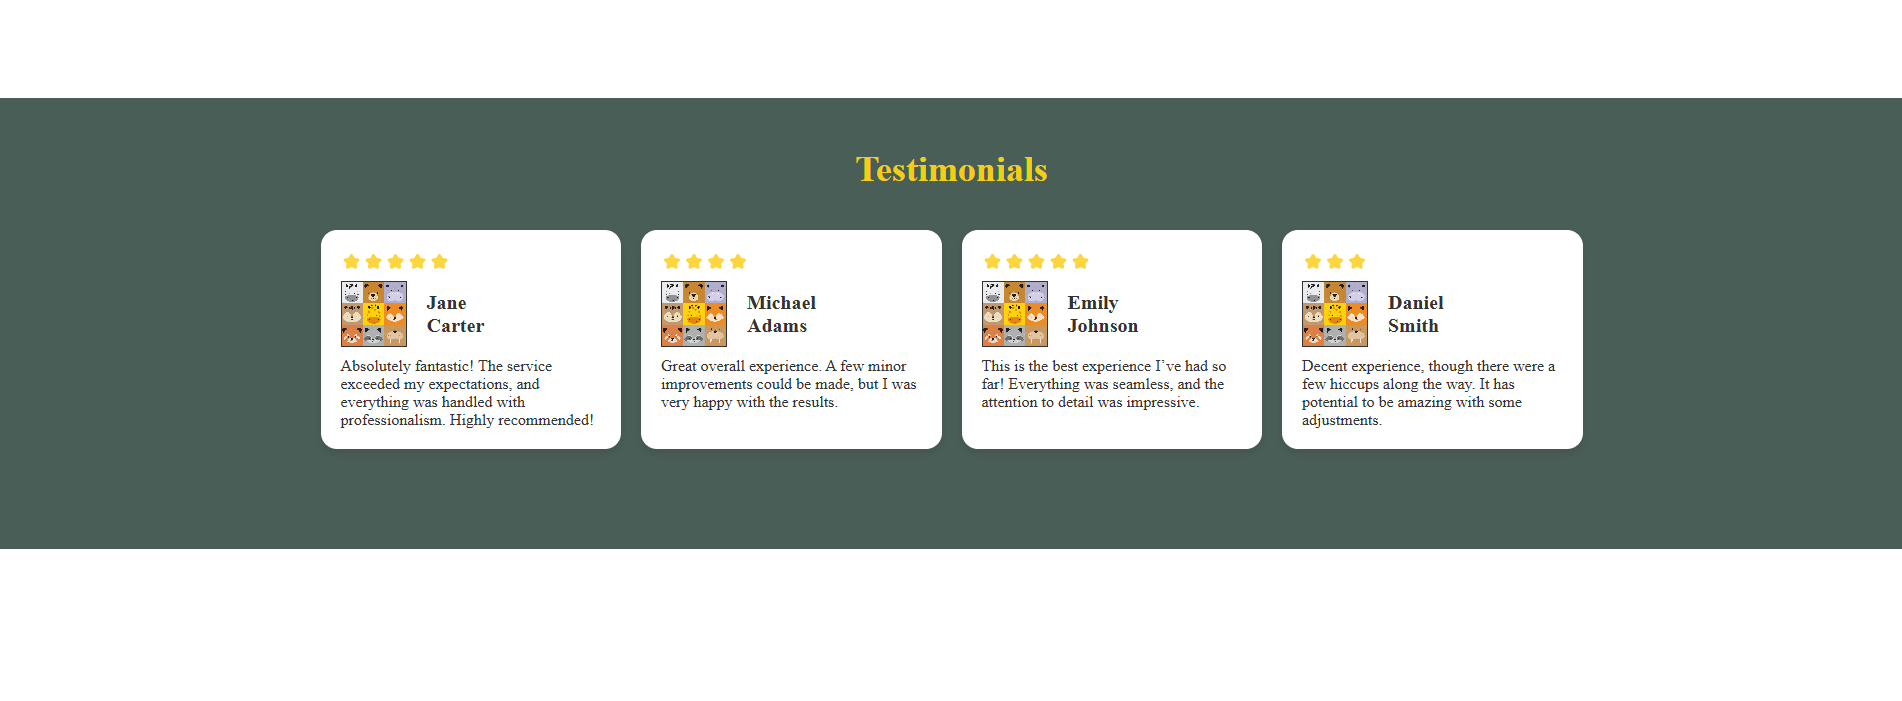 Testimonials
Jane
Carter
Absolutely fantastic! The service
exceeded my expectations, and
everything was handled with
professionalism. Highly recommended!
Michael
Adams
Great overall experience. A few minor
improvements could be made, but I was
very happy with the results.
Emily
Johnson
This is the best experience I’ve had so
far! Everything was seamless, and the
attention to detail was impressive.
Daniel
Smith
Decent experience, though there were a
few hiccups along the way. It has
potential to be amazing with some
adjustments.